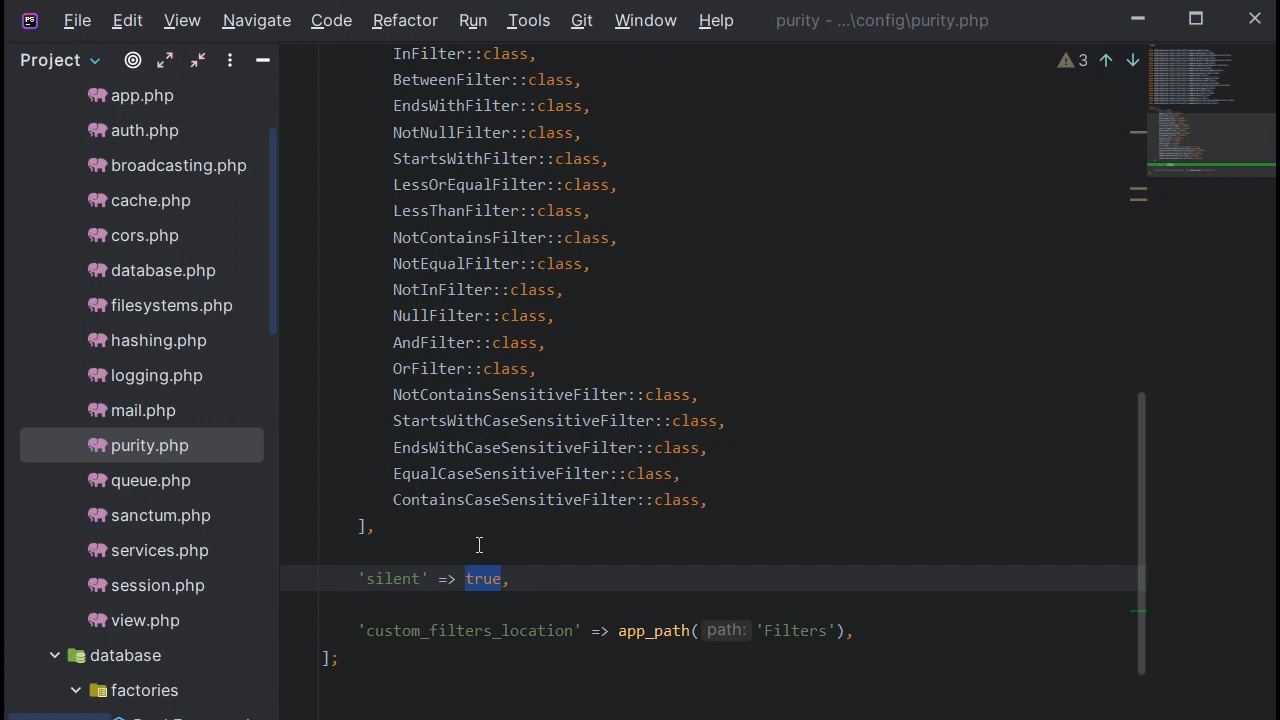 PS File Edit View Navigate Code Refactor Run Tools Git Window Help purity - ...\config\purity.php
Project
3
app.php
auth.php
broadcasting.php
cache.php
cors.php
database.php
filesystems.php
hashing.php
logging.php
mail.php
purity.php
queue.php
sanctum.php
services.php
session.php
view.php
database
factories
InFilter::class,
BetweenFilter::class,
EndsWithFilter::class,
NotNullFilter::class,
StartsWithFilter::class,
LessOrEqualFilter::class,
LessThanFilter::class,
NotContainsFilter::class,
NotEqualFilter::class,
NotInFilter::class,
NullFilter::class,
AndFilter::class,
OrFilter::class,
NotContainsSensitiveFilter::class,
StartsWithCaseSensitiveFilter::class,
EndsWithCaseSensitiveFilter::class,
EqualCaseSensitiveFilter::class,
ContainsCaseSensitiveFilter::class,
],
'silent' => true,
'custom_filters_location' => app_path( path: 'Filters'),
];